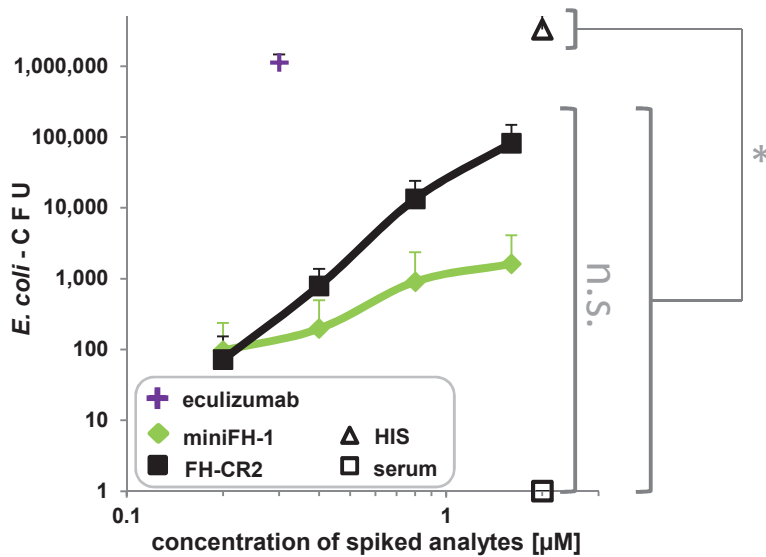 E. coli - C F U
1,000,000
100,000
10,000
1,000
100
10
1
0.1
1
concentration of spiked analytes [µM]
eculizumab
miniFH-1
FH-CR2
HIS
serum
n.s.
*